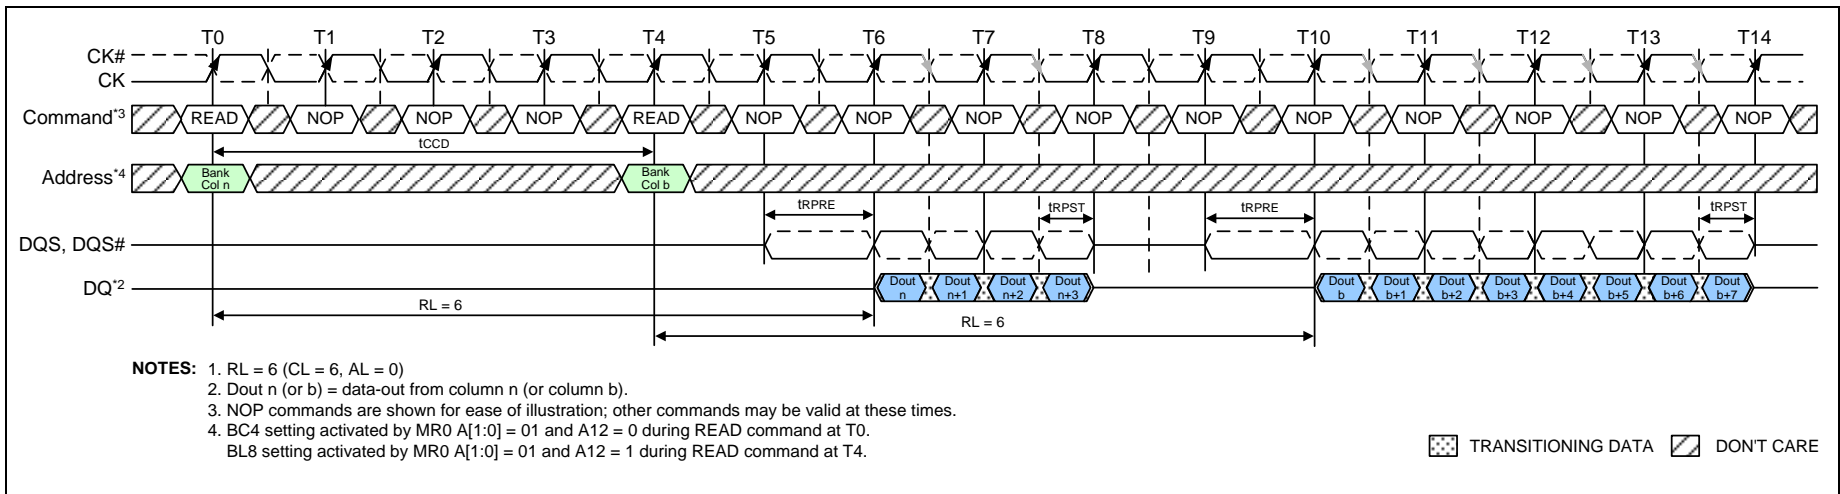 T0 T1 T2 T3 T4 T5 T6 T7 T8 T9 T10 T11 T12 T13 T14
CK#
CK
Command*3 READ NOP NOP NOP READ NOP NOP NOP NOP NOP NOP NOP NOP NOP NOP
tCCD
Address*4 Bank Col n Bank Col b
tRPRE tRPST tRPRE tRPST
DQS, DQS#
DQ*2 Dout n Dout n+1 Dout n+2 Dout n+3 Dout b Dout b+1 Dout b+2 Dout b+3 Dout b+4 Dout b+5 Dout b+6 Dout b+7
RL = 6
RL = 6
NOTES: 1. RL = 6 (CL = 6, AL = 0)
2. Dout n (or b) = data-out from column n (or column b).
3. NOP commands are shown for ease of illustration; other commands may be valid at these times.
4. BC4 setting activated by MR0 A[1:0] = 01 and A12 = 0 during READ command at T0.
BL8 setting activated by MR0 A[1:0] = 01 and A12 = 1 during READ command at T4.
TRANSITIONING DATA DON'T CARE